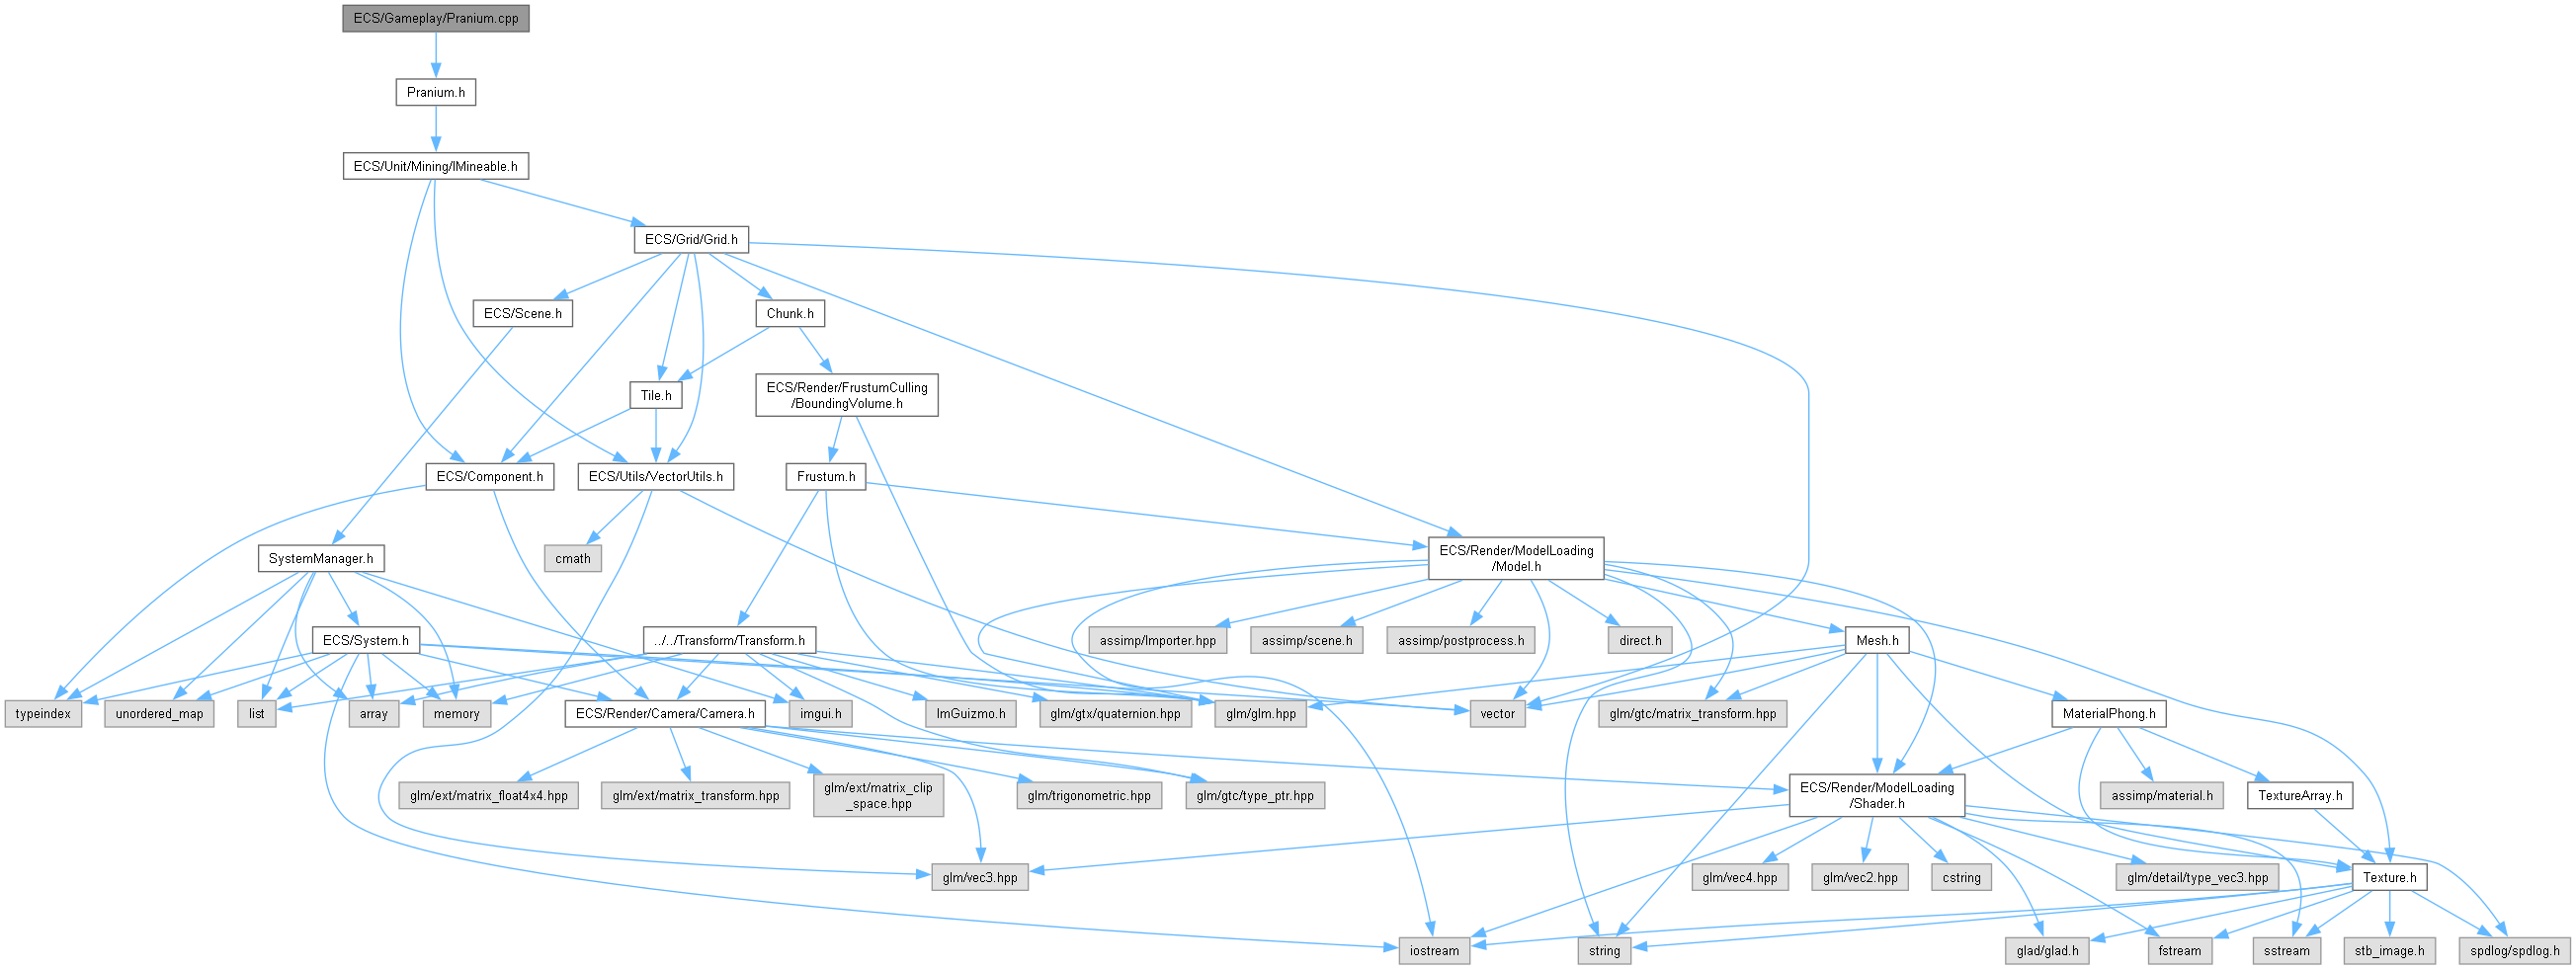 ECS/Gameplay/Pranium.cpp
Pranium.h
ECS/Unit/Mining/IMineable.h
ECS/Grid/Grid.h
ECS/Scene.h
Chunk.h
Tile.h
ECS/Render/FrustumCulling
/BoundingVolume.h
ECS/Component.h
ECS/Utils/VectorUtils.h
Frustum.h
SystemManager.h
cmath
ECS/Render/ModelLoading
/Model.h
ECS/System.h
../../Transform/Transform.h
assimp/Importer.hpp
assimp/scene.h
assimp/postprocess.h
direct.h
Mesh.h
typeindex
unordered_map
list
array
memory
ECS/Render/Camera/Camera.h
imgui.h
ImGuizmo.h
glm/gtx/quaternion.hpp
glm/glm.hpp
vector
glm/gtc/matrix_transform.hpp
MaterialPhong.h
glm/ext/matrix_float4x4.hpp
glm/ext/matrix_transform.hpp
glm/ext/matrix_clip
_space.hpp
glm/trigonometric.hpp
glm/gtc/type_ptr.hpp
ECS/Render/ModelLoading
/Shader.h
assimp/material.h
TextureArray.h
glm/vec3.hpp
glm/vec4.hpp
glm/vec2.hpp
cstring
glm/detail/type_vec3.hpp
Texture.h
iostream
string
glad/glad.h
fstream
sstream
stb_image.h
spdlog/spdlog.h